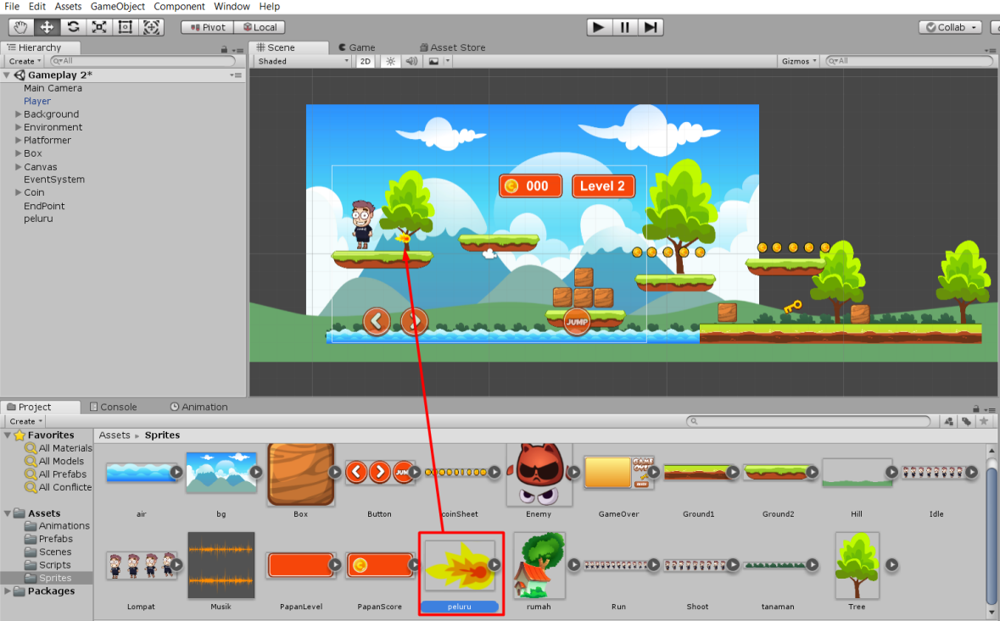 File Edit Assets GameObject Component Window Help
Pivot Local Collab
Hierarchy Scene Game Asset Store
Create All Shaded 2D Gizmos All
Gameplay 2*
Main Camera
Player
Background
Environment
Platformer
Box
Canvas
EventSystem
Coin
EndPoint
peluru
000 Level 2
JUMP
Project Console Animation
Create
Favorites
All Materials
All Models
All Prefabs
All Conflicte
Assets
Animations
Prefabs
Scenes
Scripts
Sprites
Packages
Assets Sprites
JUMP
GAME
air bg Box Button coinSheet Enemy GameOver Ground1 Ground2 Hill Idle
Lompat Musik PapanLevel PapanScore peluru rumah Run Shoot tanaman Tree